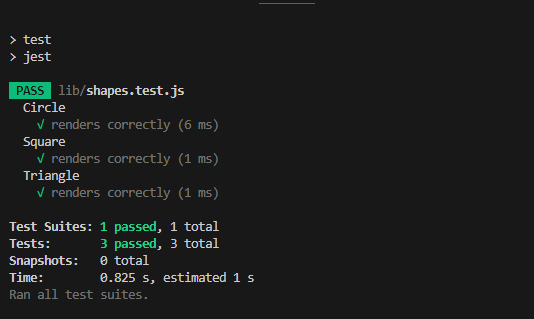 > test
> jest
PASS lib/shapes.test.js
Circle
√ renders correctly (6 ms)
Square
√ renders correctly (1 ms)
Triangle
√ renders correctly (1 ms)
Test Suites: 1 passed, 1 total
Tests: 3 passed, 3 total
Snapshots: 0 total
Time: 0.825 s, estimated 1 s
Ran all test suites.